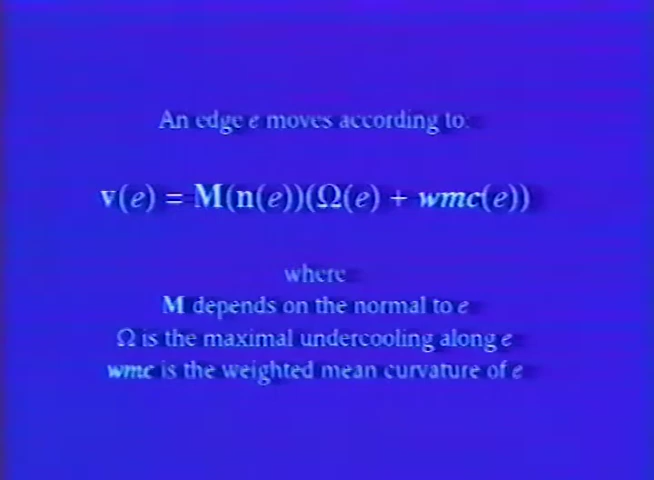 An edge e moves according to:
v(e) = M(n(e))(Ω(e) + wmc(e))
where
M depends on the normal to e
Ω is the maximal undercooling along e
wmc is the weighted mean curvature of e